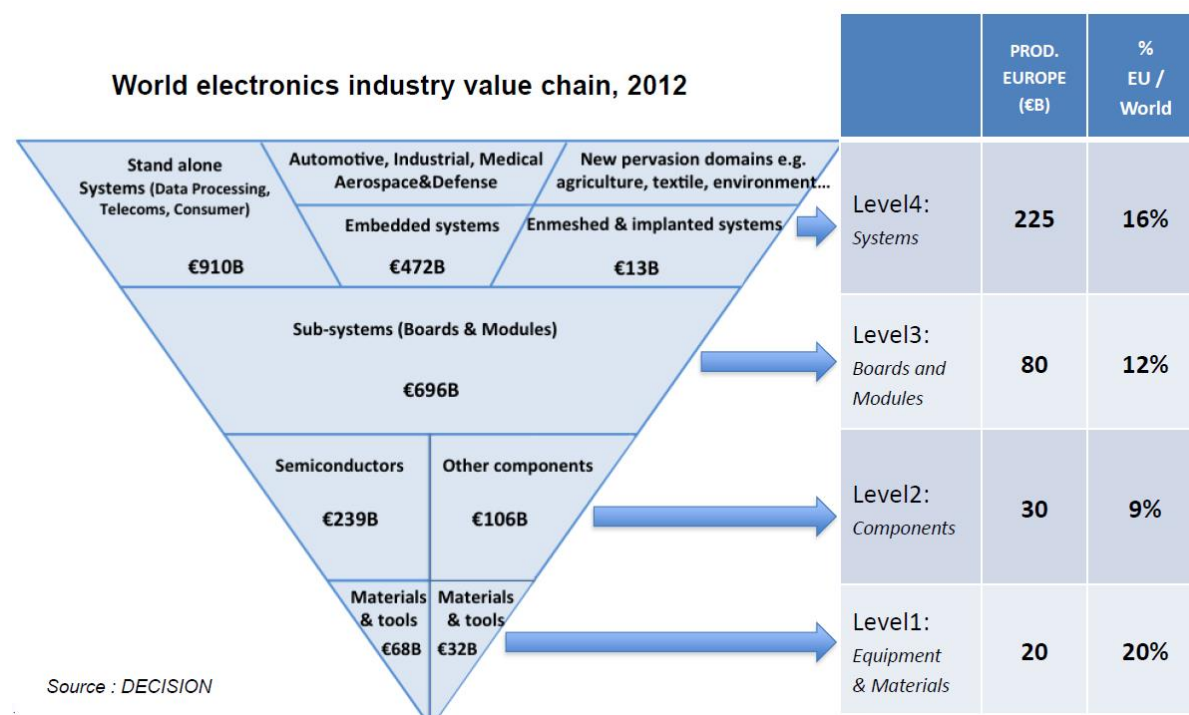 World electronics industry value chain, 2012
Stand alone
Systems (Data Processing,
Telecoms, Consumer)
€910B
Automotive, Industrial, Medical
Aerospace&Defense
Embedded systems
€472B
New pervasion domains e.g.
agriculture, textile, environment...
Enmeshed & implanted systems
€13B
Sub-systems (Boards & Modules)
€696B
Semiconductors
€239B
Other components
€106B
Materials
& tools
€68B
Materials
& tools
€32B
Source : DECISION
PROD.
EUROPE
(€B)
%
EU /
World
Level4:
Systems
225
16%
Level3:
Boards and
Modules
80
12%
Level2:
Components
30
9%
Level1:
Equipment
& Materials
20
20%